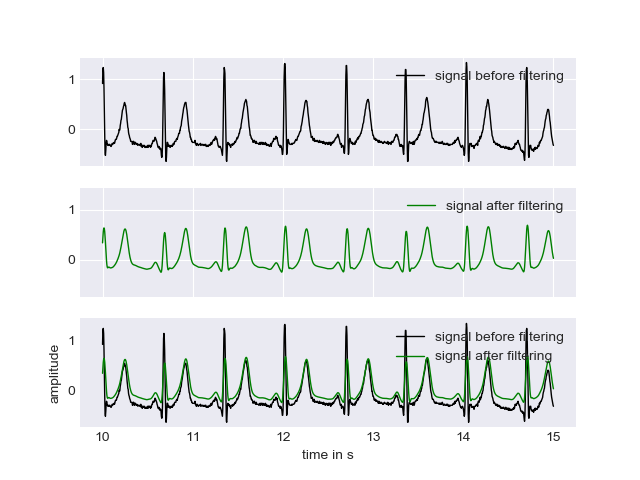 1
0
signal before filtering
1
0
signal after filtering
1
0
signal before filtering
signal after filtering
amplitude
10 11 12 13 14 15
time in s